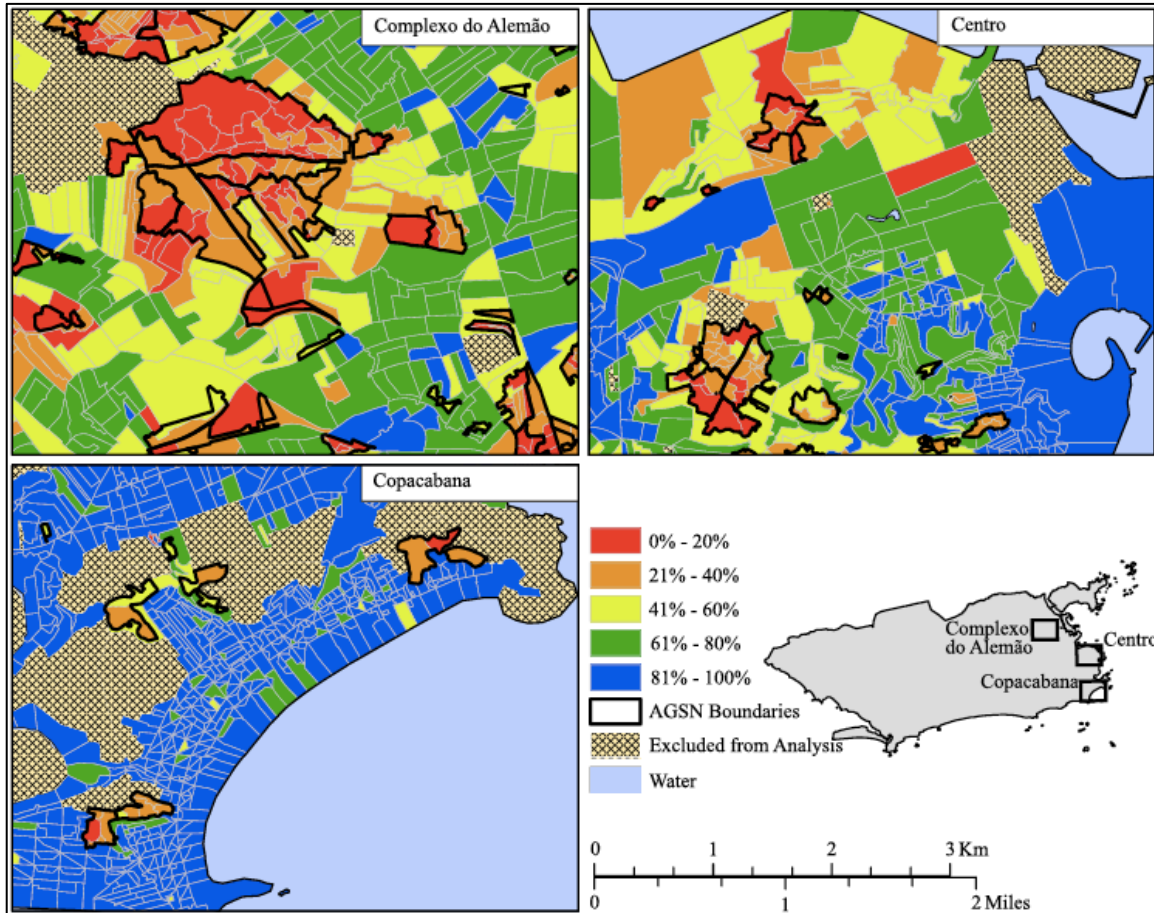 Complexo do Alemão
Centro
Copacabana
0% - 20%
21% - 40%
41% - 60%
61% - 80%
81% - 100%
AGSN Boundaries
Excluded from Analysis
Water
Complexo
do Alemão
Centro
Copacabana
0 1 2 3 Km
0 1 2 Miles